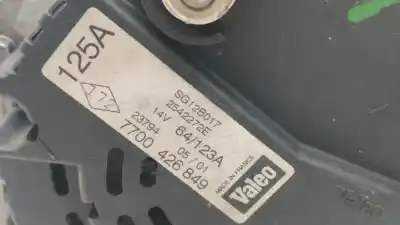 125A
SG12B017
2542272E
14V 64/123A
23794 05/01
7700 426 849
MADE IN FRANCE
Valeo